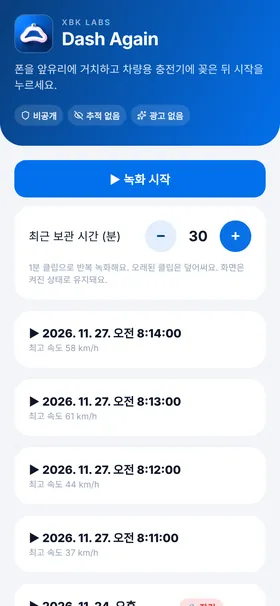 XBK LABS
Dash Again
폰을 앞유리에 거치하고 차량용 충전기에 꽂은 뒤 시작을
누르세요.
비공개 추적 없음 광고 없음
▶ 녹화 시작
최근 보관 시간 (분) − 30 +
1분 클립으로 반복 녹화해요. 오래된 클립은 덮어써요. 화면은
켜진 상태로 유지돼요.
▶ 2026. 11. 27. 오전 8:14:00
최고 속도 58 km/h
▶ 2026. 11. 27. 오전 8:13:00
최고 속도 61 km/h
▶ 2026. 11. 27. 오전 8:12:00
최고 속도 44 km/h
▶ 2026. 11. 27. 오전 8:11:00
최고 속도 37 km/h
▶ 2026. 11. 24. 오후